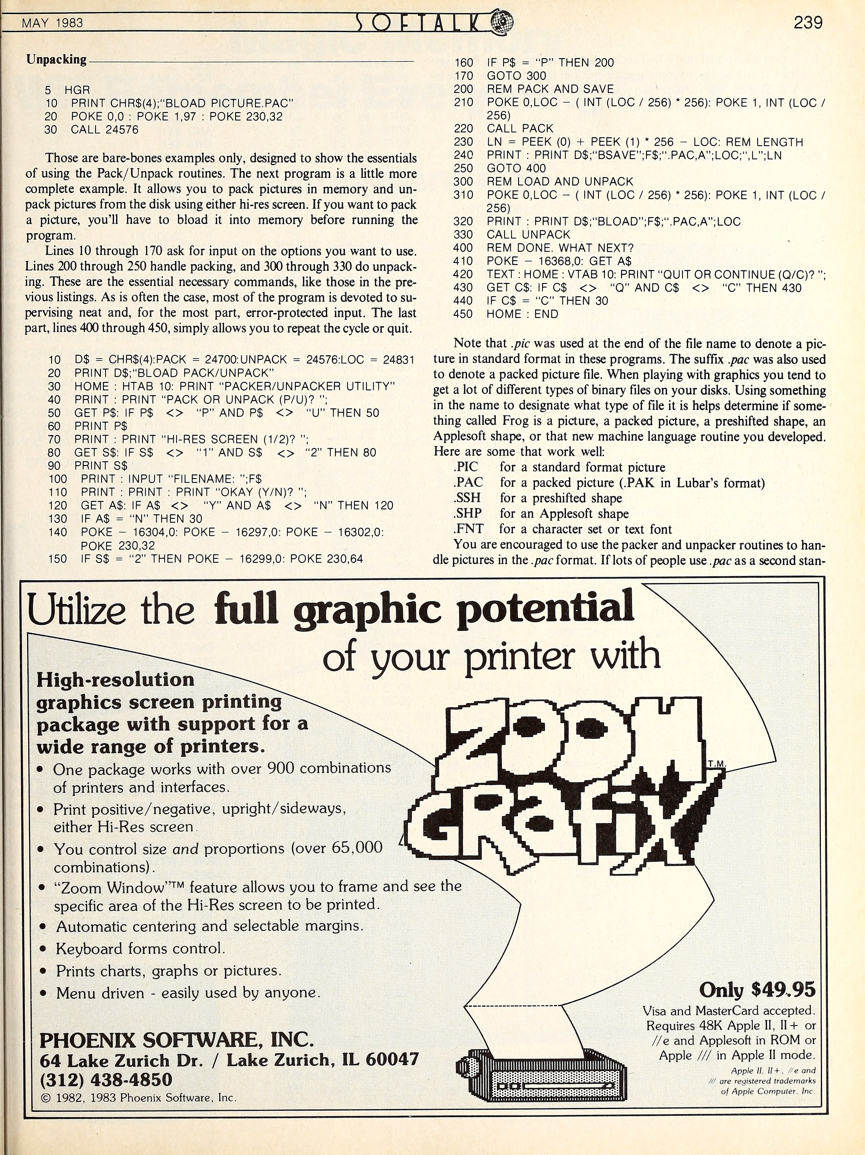 MAY 1983
SOFTALK
239
Unpacking
5 HGR
10 PRINT CHR$(4);"BLOAD PICTURE.PAC"
20 POKE 0,0 : POKE 1,97 : POKE 230,32
30 CALL 24576
Those are bare-bones examples only, designed to show the essentials
of using the Pack/Unpack routines. The next program is a little more
complete example. It allows you to pack pictures in memory and un-
pack pictures from the disk using either hi-res screen. If you want to pack
a picture, you'll have to bload it into memory before running the
program.
Lines 10 through 170 ask for input on the options you want to use.
Lines 200 through 250 handle packing, and 300 through 330 do unpack-
ing. These are the essential necessary commands, like those in the pre-
vious listings. As is often the case, most of the program is devoted to su-
pervising neat and, for the most part, error-protected input. The last
part, lines 400 through 450, simply allows you to repeat the cycle or quit.
10 D$ = CHR$(4):PACK = 24700:UNPACK = 24576:LOC = 24831
20 PRINT D$;"BLOAD PACK/UNPACK"
30 HOME : HTAB 10: PRINT "PACKER/UNPACKER UTILITY"
40 PRINT : PRINT "PACK OR UNPACK (P/U)? ";
50 GET P$: IF P$ <> "P" AND P$ <> "U" THEN 50
60 PRINT P$
70 PRINT : PRINT "HI-RES SCREEN (1/2)? ";
80 GET S$: IF S$ <> "1" AND S$ <> "2" THEN 80
90 PRINT S$
100 PRINT : INPUT "FILENAME: ";F$
110 PRINT : PRINT : PRINT "OKAY (Y/N)? ";
120 GET A$: IF A$ <> "Y" AND A$ <> "N" THEN 120
130 IF A$ = "N" THEN 30
140 POKE - 16304,0: POKE - 16297,0: POKE - 16302,0:
POKE 230,32
150 IF S$ = "2" THEN POKE - 16299,0: POKE 230,64
160 IF P$ = "P" THEN 200
170 GOTO 300
200 REM PACK AND SAVE
210 POKE 0,LOC - ( INT (LOC / 256) * 256): POKE 1, INT (LOC /
256)
220 CALL PACK
230 LN = PEEK (0) + PEEK (1) * 256 - LOC: REM LENGTH
240 PRINT : PRINT D$;"BSAVE";F$;".PAC,A";LOC;",L";LN
250 GOTO 400
300 REM LOAD AND UNPACK
310 POKE 0,LOC - ( INT (LOC / 256) * 256): POKE 1, INT (LOC /
256)
320 PRINT : PRINT D$;"BLOAD";F$;".PAC,A";LOC
330 CALL UNPACK
400 REM DONE. WHAT NEXT?
410 POKE - 16368,0: GET A$
420 TEXT : HOME : VTAB 10: PRINT "QUIT OR CONTINUE (Q/C)? ";
430 GET C$: IF C$ <> "Q" AND C$ <> "C" THEN 430
440 IF C$ = "C" THEN 30
450 HOME : END
Note that .pic was used at the end of the file name to denote a pic-
ture in standard format in these programs. The suffix .pac was also used
to denote a packed picture file. When playing with graphics you tend to
get a lot of different types of binary files on your disks. Using something
in the name to designate what type of file it is helps determine if some-
thing called Frog is a picture, a packed picture, a preshifted shape, an
Applesoft shape, or that new machine language routine you developed.
Here are some that work well:
.PIC for a standard format picture
.PAC for a packed picture (.PAK in Lubar's format)
.SSH for a preshifted shape
.SHP for an Applesoft shape
.FNT for a character set or text font
You are encouraged to use the packer and unpacker routines to han-
dle pictures in the .pac format. If lots of people use .pac as a second stan-
Utilize the full graphic potential
of your printer with
ZOOM
GRafiX
T.M.
High-resolution
graphics screen printing
package with support for a
wide range of printers.
• One package works with over 900 combinations
of printers and interfaces.
• Print positive/negative, upright/sideways,
either Hi-Res screen.
• You control size and proportions (over 65,000
combinations).
• "Zoom Window"™ feature allows you to frame and see the
specific area of the Hi-Res screen to be printed.
• Automatic centering and selectable margins.
• Keyboard forms control.
• Prints charts, graphs or pictures.
• Menu driven - easily used by anyone.
PHOENIX SOFTWARE, INC.
64 Lake Zurich Dr. / Lake Zurich, IL 60047
(312) 438-4850
© 1982, 1983 Phoenix Software, Inc.
Only $49.95
Visa and MasterCard accepted.
Requires 48K Apple II, II+ or
//e and Applesoft in ROM or
Apple /// in Apple II mode.
Apple II, II+, //e and
/// are registered trademarks
of Apple Computer, Inc.